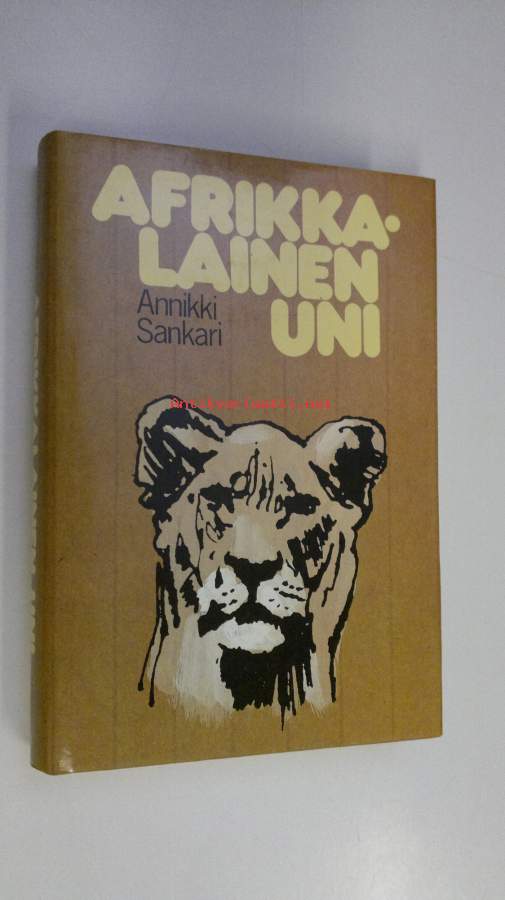 AFRIKKA-
LAINEN
UNI
Annikki
Sankari
Antikvariaatti.net